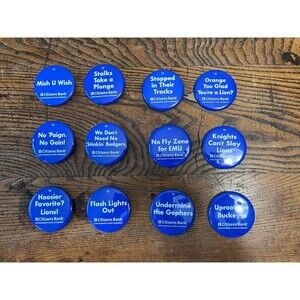 Mich U Wish
Citizens Bank
Stalks
Take a
Plunge
Citizens Bank
Stopped
in Their
Tracks
Citizens Bank
Orange
You Glad
You're a Lion?
Citizens Bank
No Paign,
No Gain!
Citizens Bank
We Don't
Need No
Stinkin' Badgers
Citizens Bank
No Fly Zone
for EMU
Citizens Bank
Knights
Can't Slay
Lions
Citizens Bank
Hoosier
Favorite?
Lions!
Citizens Bank
Flash Lights
Out
Citizens Bank
Undermine
the Gophers
Citizens Bank
Uproot the
Buckeyes
Citizens Bank